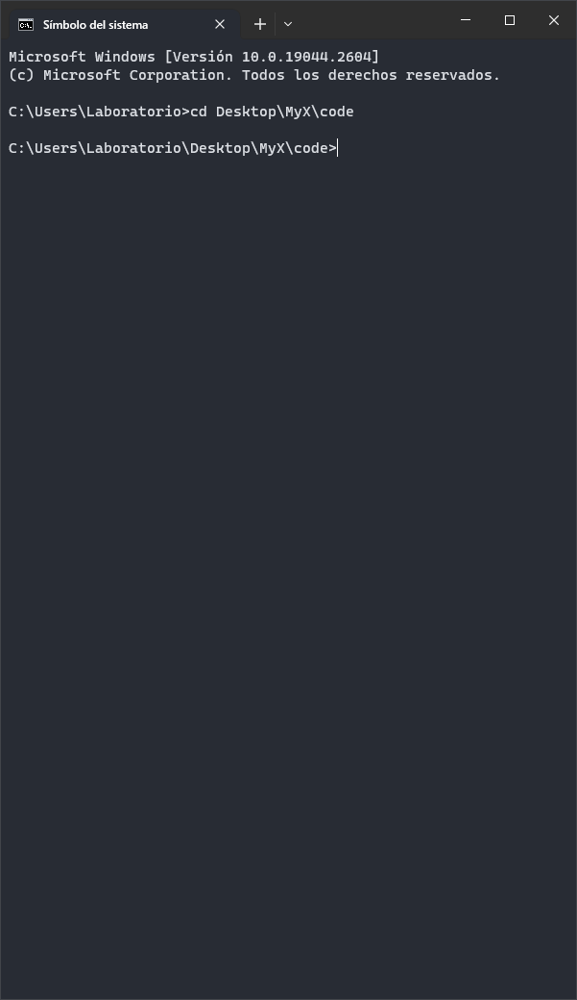 Símbolo del sistema
Microsoft Windows [Versión 10.0.19044.2604]
(c) Microsoft Corporation. Todos los derechos reservados.
C:\Users\Laboratorio>cd Desktop\MyX\code
C:\Users\Laboratorio\Desktop\MyX\code>